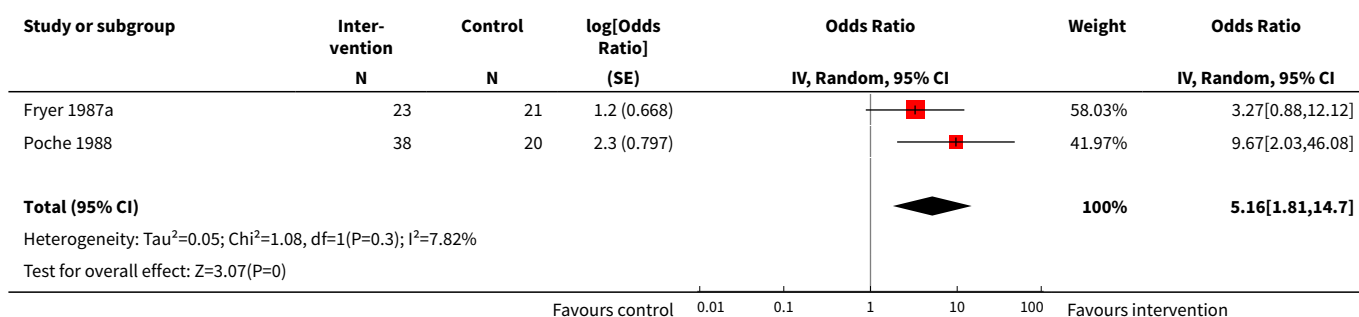 Study or subgroup Inter-vention Control log[Odds Ratio] Odds Ratio Weight Odds Ratio
N N (SE) IV, Random, 95% CI IV, Random, 95% CI
Fryer 1987a 23 21 1.2 (0.668) 58.03% 3.27[0.88,12.12]
Poche 1988 38 20 2.3 (0.797) 41.97% 9.67[2.03,46.08]
Total (95% CI) 100% 5.16[1.81,14.7]
Heterogeneity: Tau²=0.05; Chi²=1.08, df=1(P=0.3); I²=7.82%
Test for overall effect: Z=3.07(P=0)
Favours control 0.01 0.1 1 10 100 Favours intervention